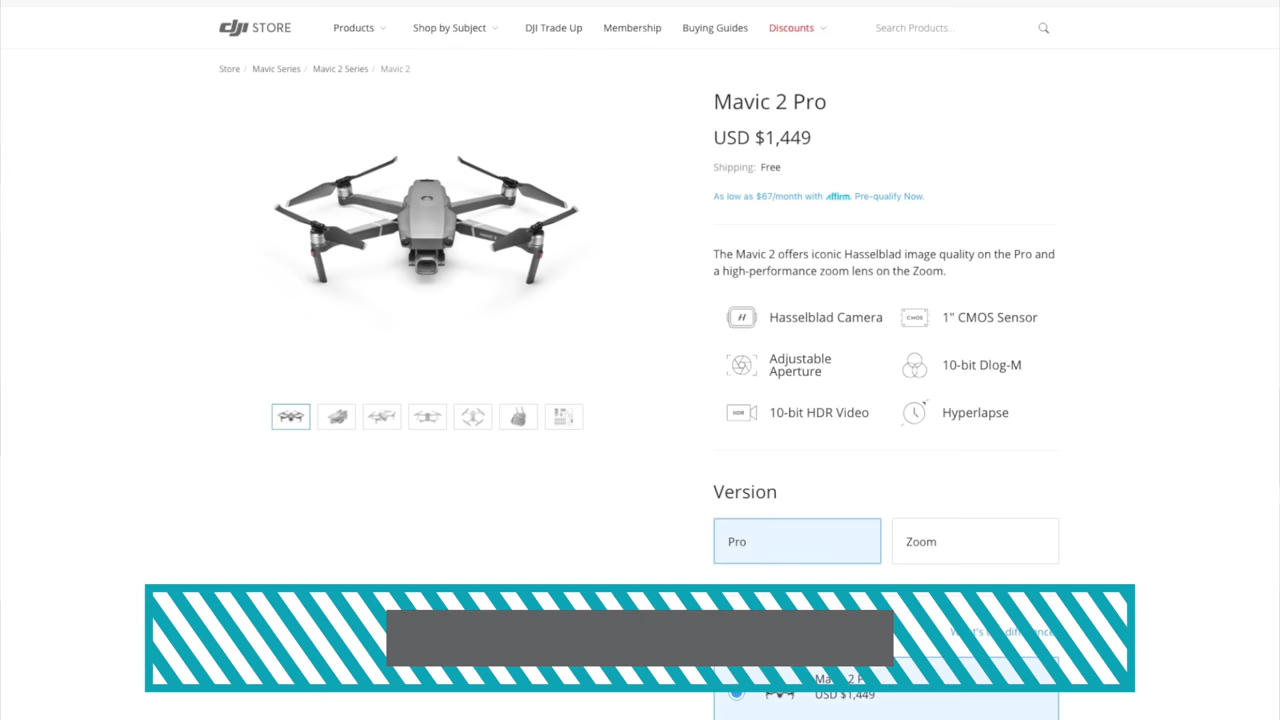 dji STORE
Products
Shop by Subject
DJI Trade Up
Membership
Buying Guides
Discounts
Search Products...
Store / Mavic Series / Mavic 2 Series / Mavic 2
Mavic 2 Pro
USD $1,449
Shipping: Free
As low as $67/month with affirm. Pre-qualify Now.
The Mavic 2 offers iconic Hasselblad image quality on the Pro and
a high-performance zoom lens on the Zoom.
H
Hasselblad Camera
CMOS
1" CMOS Sensor
Adjustable
Aperture
10-bit Dlog-M
HDR
10-bit HDR Video
Hyperlapse
Version
Pro
Zoom
USD $1,449